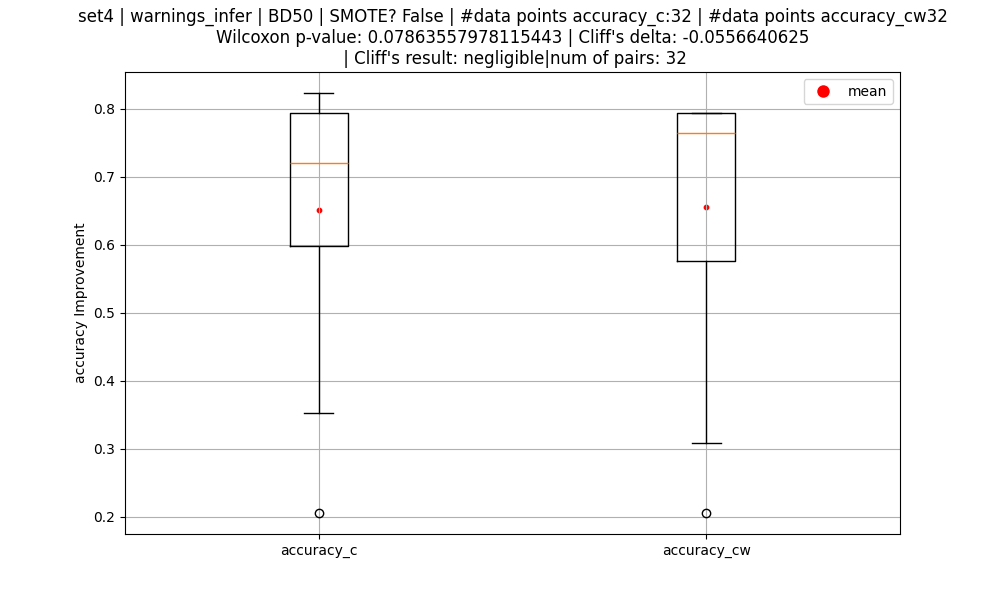 set4 | warnings_infer | BD50 | SMOTE? False | #data points accuracy_c:32 | #data points accuracy_cw32
Wilcoxon p-value: 0.07863557978115443 | Cliff's delta: -0.0556640625
| Cliff's result: negligible|num of pairs: 32
mean
0.8
0.7
0.6
0.5
0.4
0.3
0.2
accuracy Improvement
accuracy_c
accuracy_cw